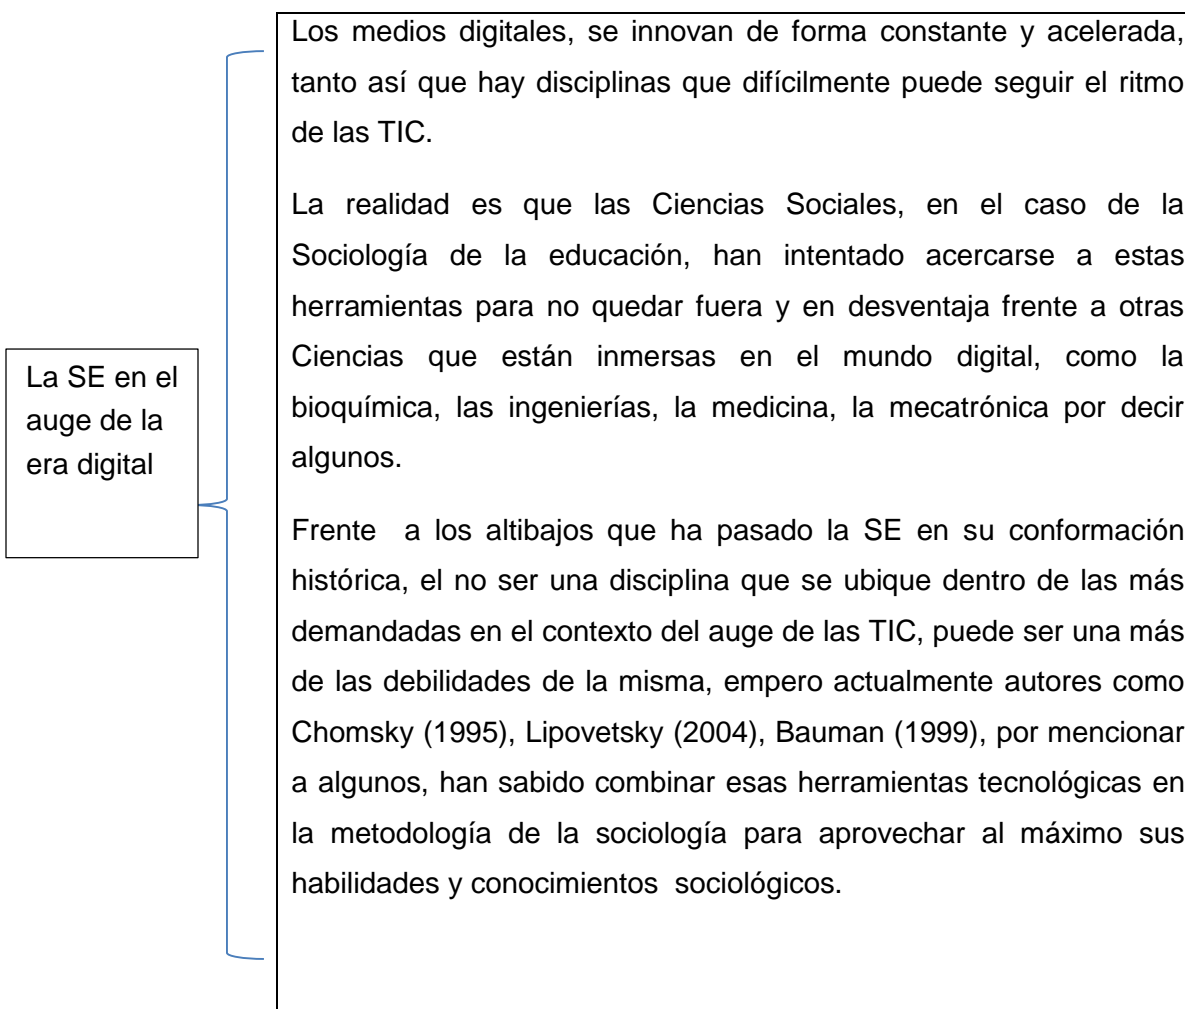 La SE en el
auge de la
era digital
Los medios digitales, se innovan de forma constante y acelerada,
tanto así que hay disciplinas que difícilmente puede seguir el ritmo
de las TIC.
La realidad es que las Ciencias Sociales, en el caso de la
Sociología de la educación, han intentado acercarse a estas
herramientas para no quedar fuera y en desventaja frente a otras
Ciencias que están inmersas en el mundo digital, como la
bioquímica, las ingenierías, la medicina, la mecatrónica por decir
algunos.
Frente  a los altibajos que ha pasado la SE en su conformación
histórica, el no ser una disciplina que se ubique dentro de las más
demandadas en el contexto del auge de las TIC, puede ser una más
de las debilidades de la misma, empero actualmente autores como
Chomsky (1995), Lipovetsky (2004), Bauman (1999), por mencionar
a algunos, han sabido combinar esas herramientas tecnológicas en
la metodología de la sociología para aprovechar al máximo sus
habilidades y conocimientos  sociológicos.